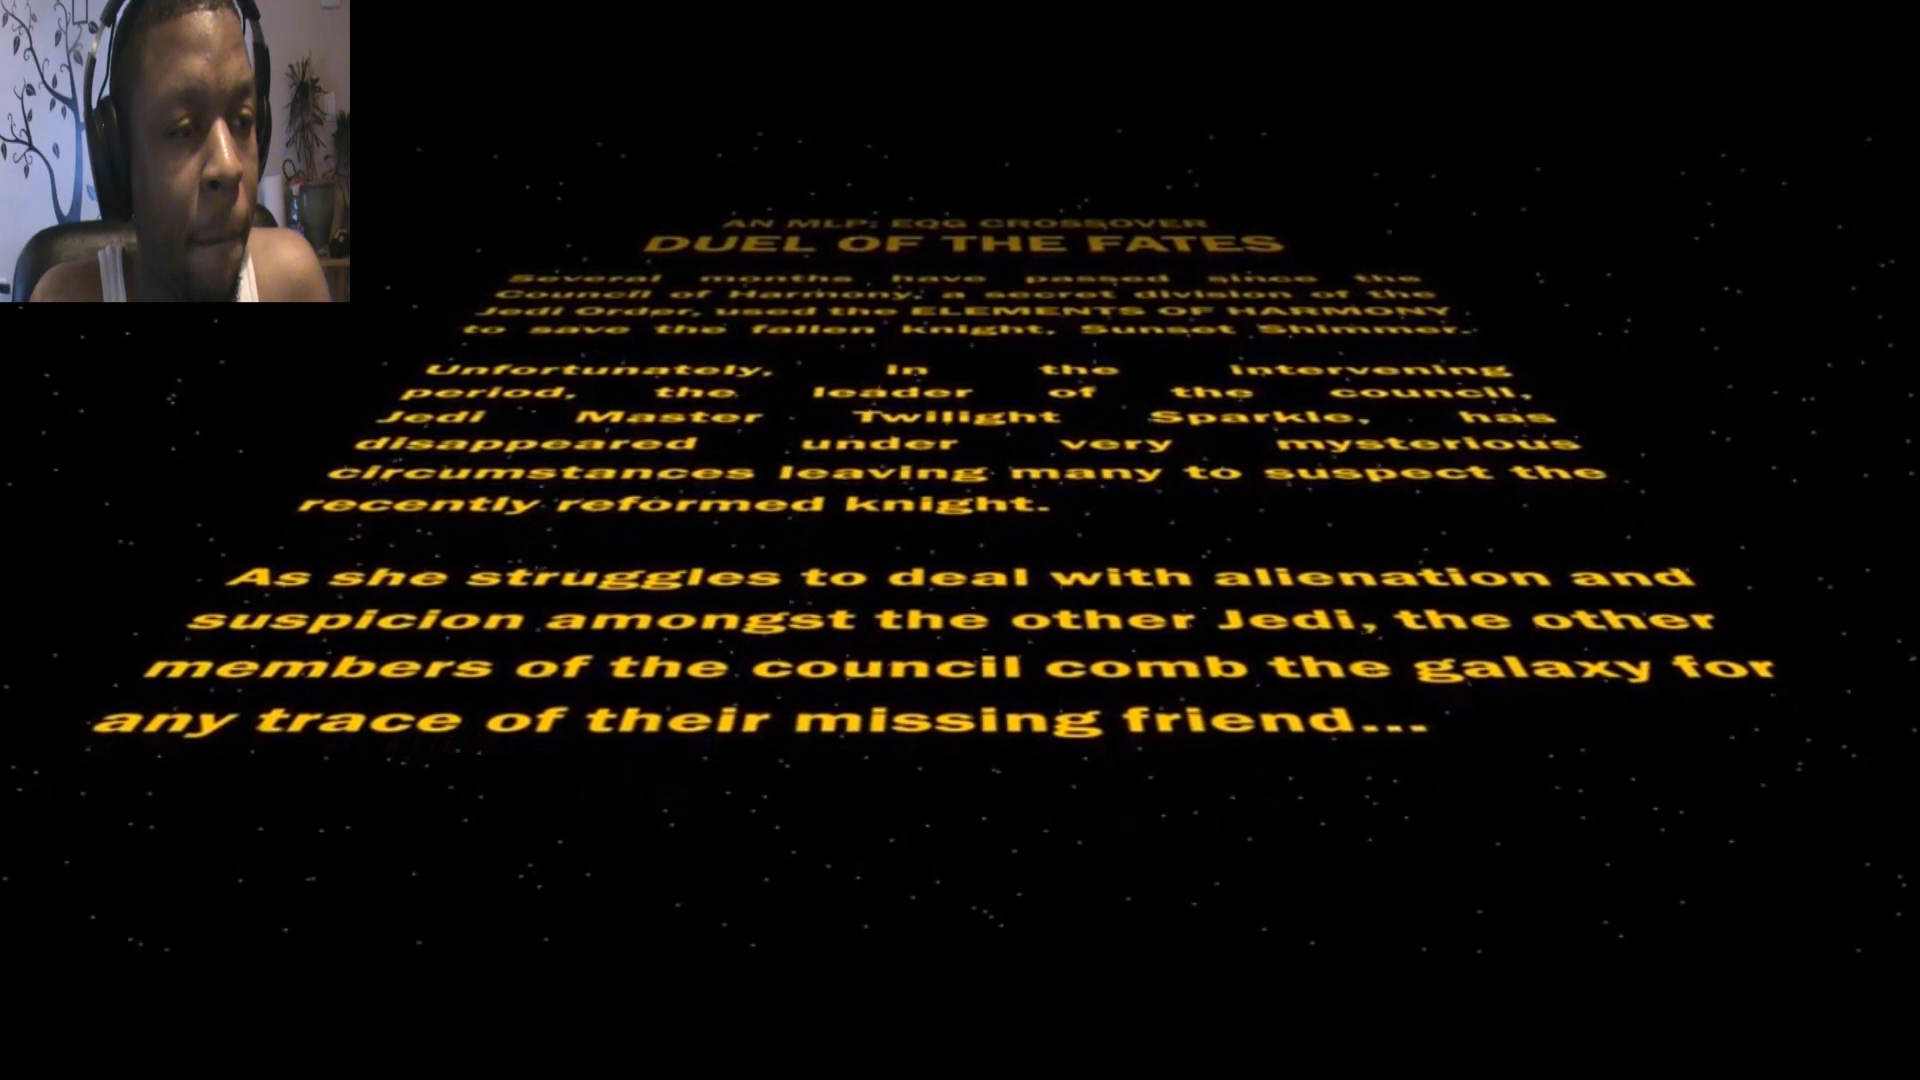 AN MLP: EQG CROSSOVER
DUEL OF THE FATES
Several months have passed since the
Council of Harmony, a secret division of the
Jedi Order, used the ELEMENTS OF HARMONY
to save the fallen knight, Sunset Shimmer.
Unfortunately, in the intervening
period, the leader of the council,
Jedi Master Twilight Sparkle, has
disappeared under very mysterious
circumstances leaving many to suspect the
recently reformed knight.
As she struggles to deal with alienation and
suspicion amongst the other Jedi, the other
members of the council comb the galaxy for
any trace of their missing friend...